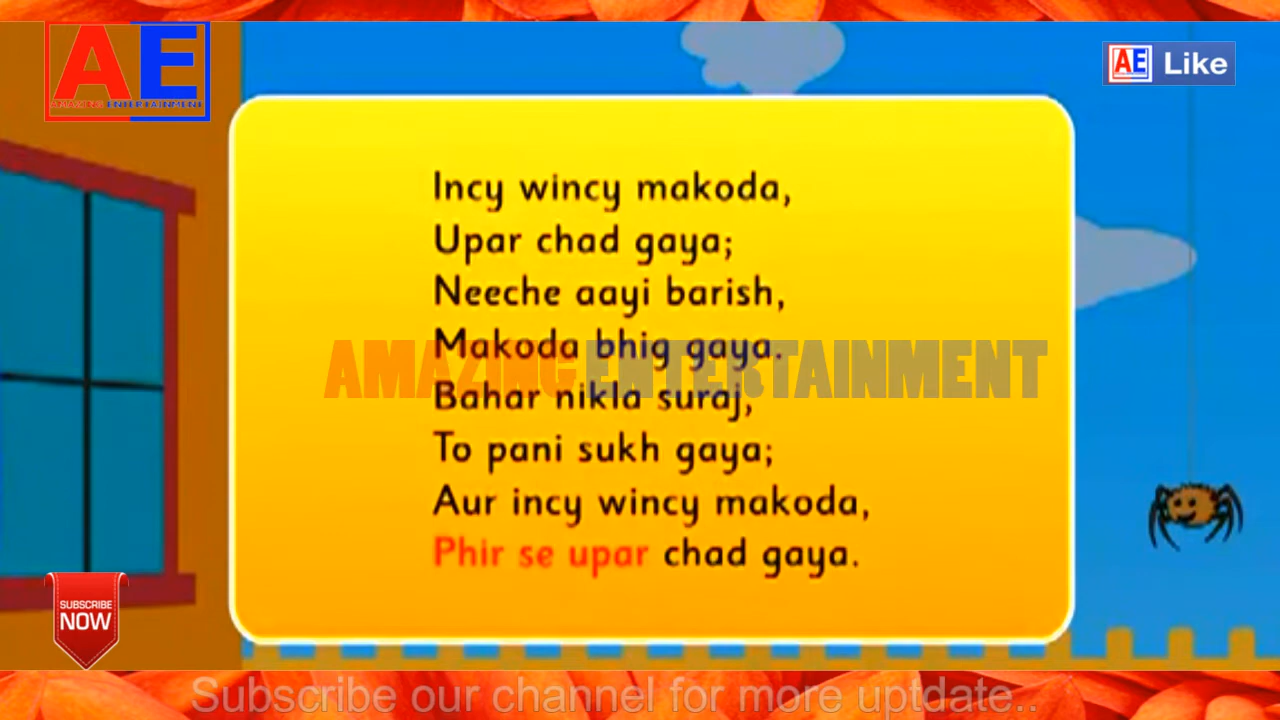 AE
AMAZING ENTERTAINMENT
AE Like
Incy wincy makoda,
Upar chad gaya;
Neeche aayi barish,
Makoda bhig gaya.
AMAZING ENTERTAINMENT
Bahar nikla suraj,
To pani sukh gaya;
Aur incy wincy makoda,
Phir se upar chad gaya.
SUBSCRIBE
NOW
Subscribe our channel for more uptdate..